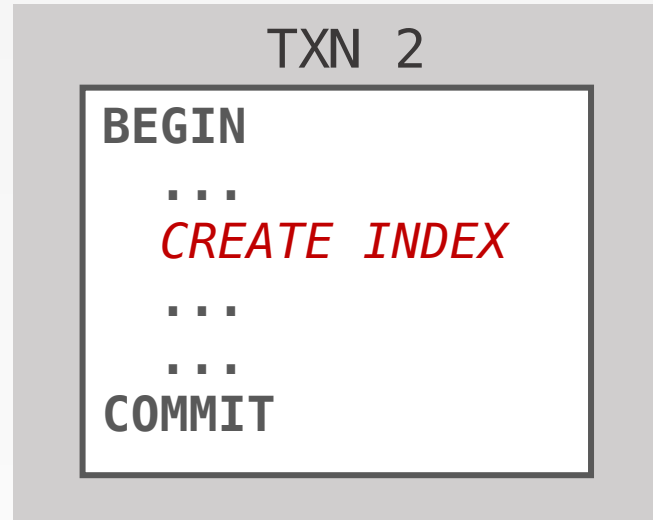 TXN 2
BEGIN
...
CREATE INDEX
...
...
COMMIT